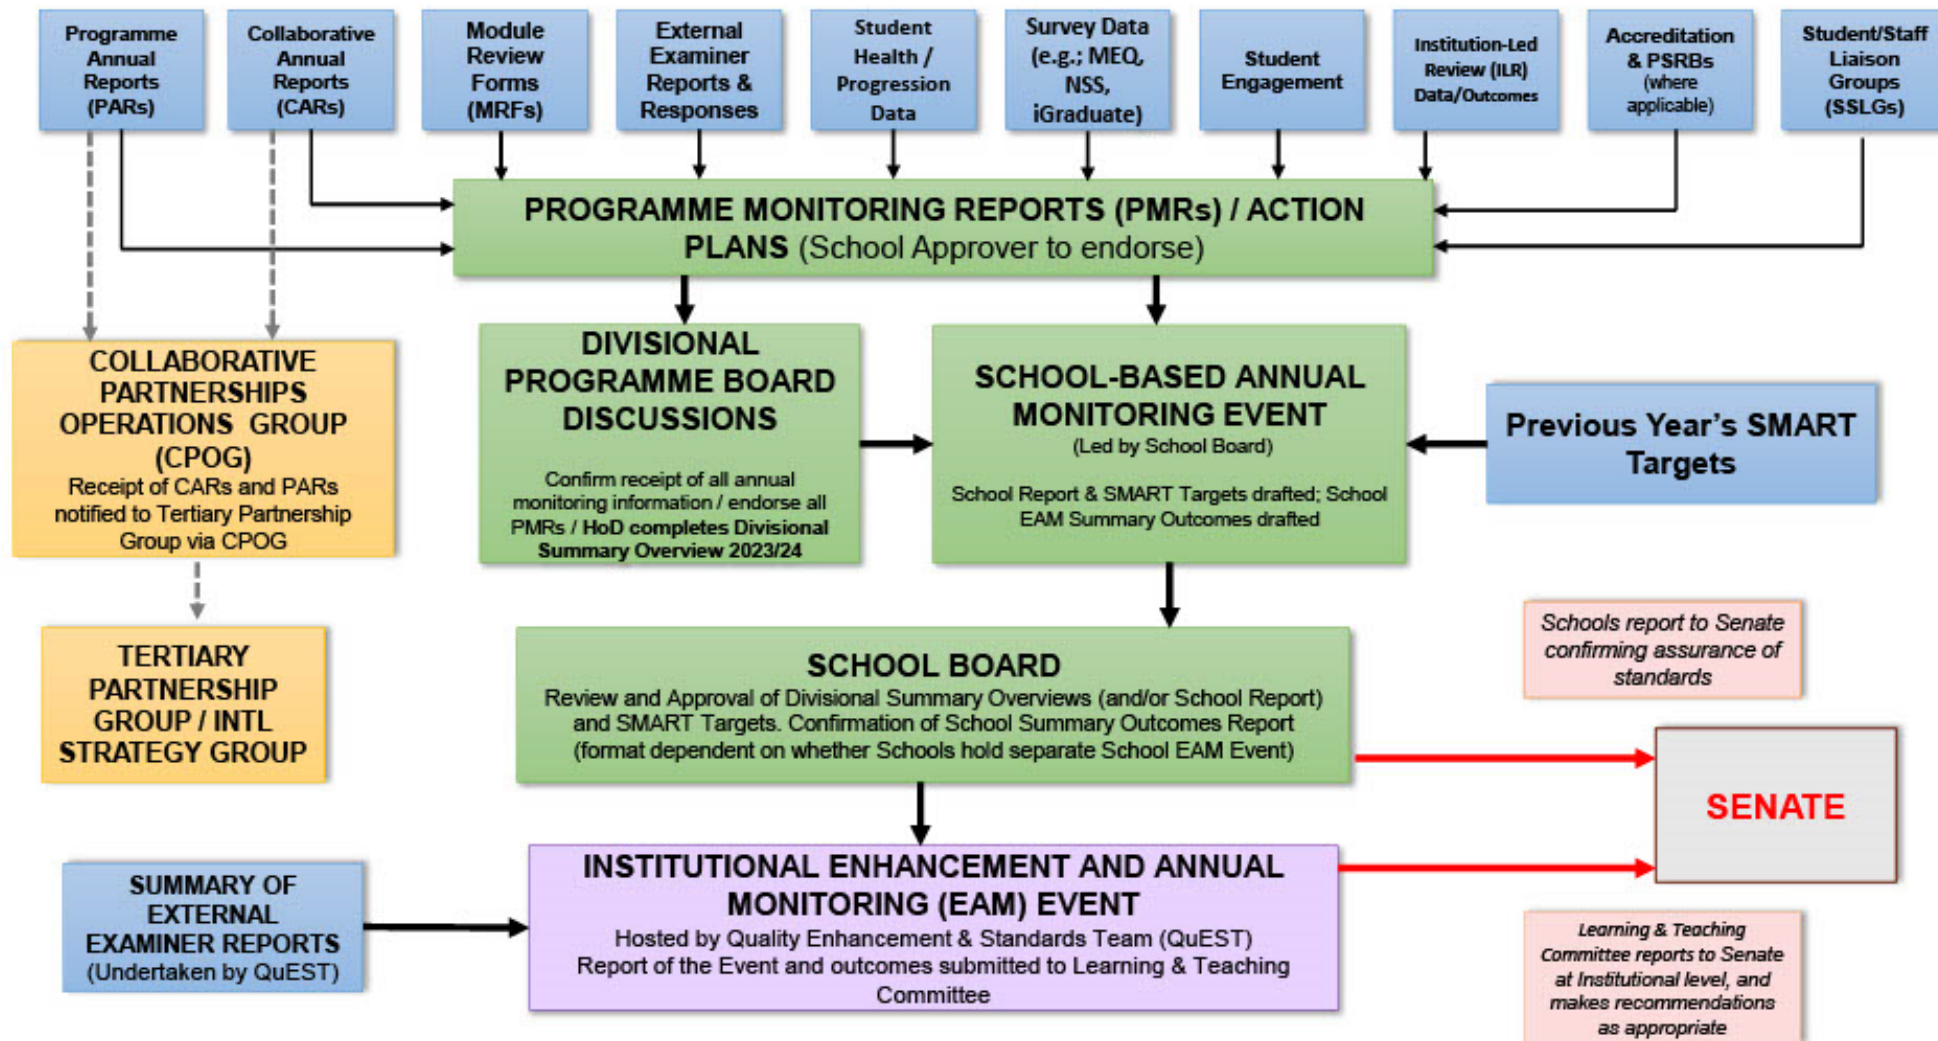 Programme
Annual
Reports
(PARs)
Collaborative
Annual
Reports
(CARs)
Module
Review
Forms
(MRFs)
External
Examiner
Reports &
Responses
Student
Health /
Progression
Data
Survey Data
(e.g.; MEQ,
NSS,
iGraduate)
Student
Engagement
Institution-Led
Review (ILR)
Data/Outcomes
Accreditation
& PSRBs
(where
applicable)
Student/Staff
Liaison
Groups
(SSLGs)
PROGRAMME MONITORING REPORTS (PMRs) / ACTION
PLANS (School Approver to endorse)
COLLABORATIVE
PARTNERSHIPS
OPERATIONS GROUP
(CPOG)
Receipt of CARs and PARs
notified to Tertiary Partnership
Group via CPOG
DIVISIONAL
PROGRAMME BOARD
DISCUSSIONS
Confirm receipt of all annual
monitoring information / endorse all
PMRs / HoD completes Divisional
Summary Overview 2023/24
SCHOOL-BASED ANNUAL
MONITORING EVENT
(Led by School Board)
School Report & SMART Targets drafted; School
EAM Summary Outcomes drafted
Previous Year's SMART
Targets
TERTIARY
PARTNERSHIP
GROUP / INTL
STRATEGY GROUP
SCHOOL BOARD
Review and Approval of Divisional Summary Overviews (and/or School Report)
and SMART Targets. Confirmation of School Summary Outcomes Report
(format dependent on whether Schools hold separate School EAM Event)
Schools report to Senate
confirming assurance of
standards
SENATE
SUMMARY OF
EXTERNAL
EXAMINER REPORTS
(Undertaken by QuEST)
INSTITUTIONAL ENHANCEMENT AND ANNUAL
MONITORING (EAM) EVENT
Hosted by Quality Enhancement & Standards Team (QuEST)
Report of the Event and outcomes submitted to Learning & Teaching
Committee
Learning & Teaching
Committee reports to Senate
at Institutional level, and
makes recommendations
as appropriate